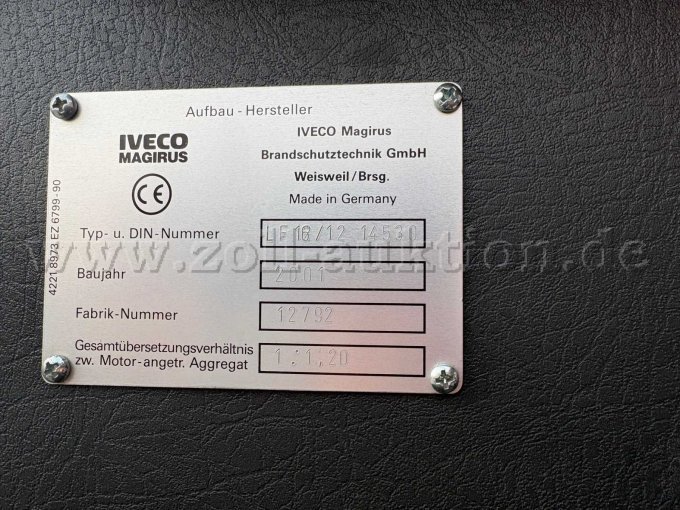 Aufbau - Hersteller
IVECO
MAGIRUS
CE
IVECO Magirus
Brandschutztechnik GmbH
Weisweil/Brsg.
Made in Germany
Typ- u. DIN-Nummer LF16/12 14530
Baujahr 2001
Fabrik-Nummer 12792
Gesamtübersetzungsverhältnis
zw. Motor-angetr. Aggregat 1:1,20
4221 8973 EZ 6799-90
www.zoll-auktion.de